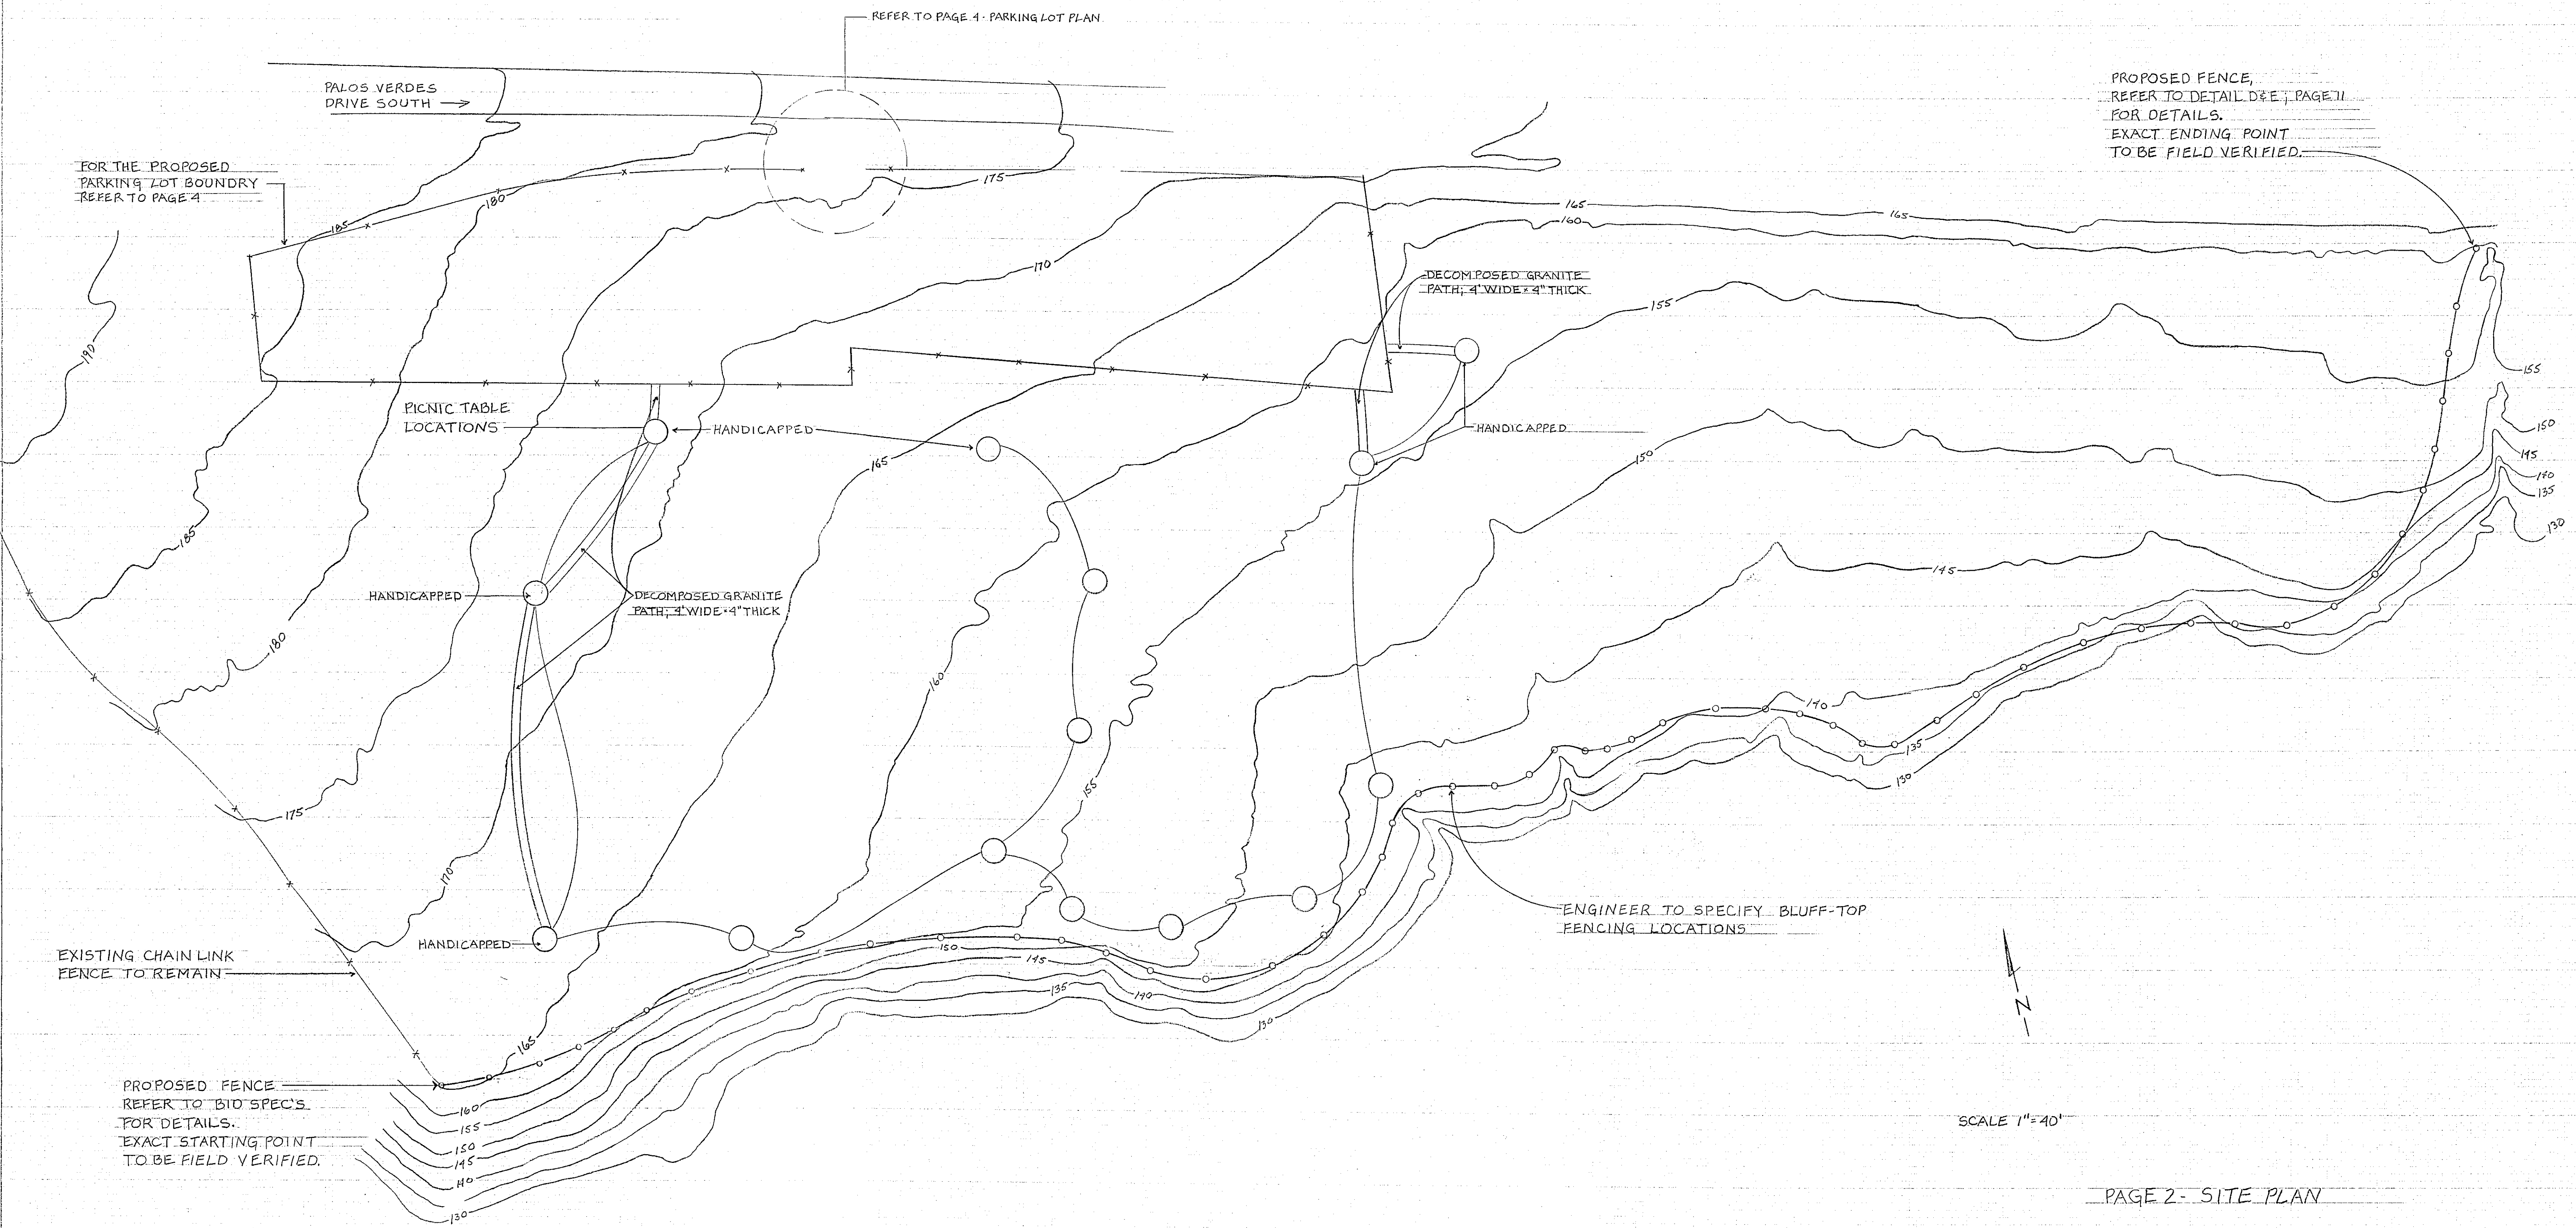 REFER TO PAGE 4 - PARKING LOT PLAN
PALOS VERDES
DRIVE SOUTH
PROPOSED FENCE,
REFER TO DETAIL D&E; PAGE 11
FOR DETAILS.
EXACT ENDING POINT
TO BE FIELD VERIFIED.
FOR THE PROPOSED
PARKING LOT BOUNDRY
REFER TO PAGE 4
185
180
175
165
165
160
170
DECOMPOSED GRANITE
PATH; 4' WIDE × 4" THICK
155
190
155
PICNIC TABLE
LOCATIONS
HANDICAPPED
HANDICAPPED
150
165
150
145
140
135
130
185
145
HANDICAPPED
DECOMPOSED GRANITE
PATH; 4' WIDE × 4" THICK
180
160
140
135
130
155
175
170
HANDICAPPED
150
145
140
135
130
ENGINEER TO SPECIFY BLUFF-TOP
FENCING LOCATIONS
EXISTING CHAIN LINK
FENCE TO REMAIN
N
165
PROPOSED FENCE
REFER TO BID SPEC'S
FOR DETAILS.
EXACT STARTING POINT
TO BE FIELD VERIFIED.
160
155
150
145
140
130
SCALE 1"=40'
PAGE 2- SITE PLAN